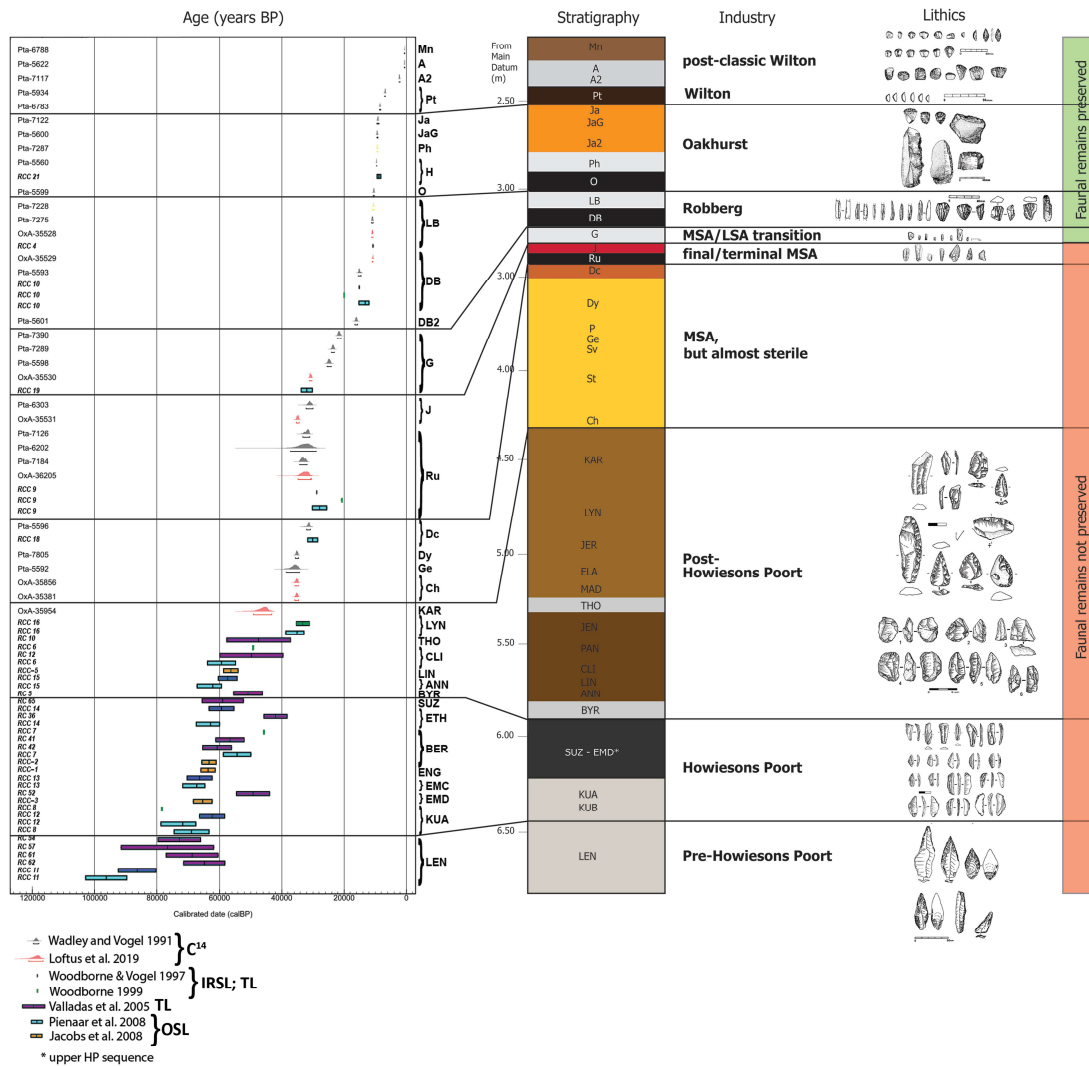 Age (years BP)
Stratigraphy
Industry
Lithics
Pta-6788
Pta-5622
Pta-7117
Pta-5934
Pta-6783
Pta-7122
Pta-5600
Pta-7287
Pta-5560
RCC 21
Pta-5599
Pta-7228
Pta-7275
OxA-35528
RCC 4
OxA-35529
Pta-5593
RCC 10
RCC 10
RCC 10
Pta-5601
Pta-7390
Pta-7289
Pta-5598
OxA-35530
RCC 19
Pta-6303
OxA-35531
Pta-7126
Pta-6202
Pta-7184
OxA-36205
RCC 9
RCC 9
RCC 9
Pta-5596
RCC 18
Pta-7805
Pta-5592
OxA-35856
OxA-35381
OxA-35954
RCC 16
RCC 16
RC 10
RCC 6
RC 12
RCC 6
RCC-5
RCC 15
RCC 15
RC 5
RC 65
RCC 14
RC 36
RCC 14
RCC 7
RC 41
RC 42
RCC 7
RCC-2
RCC-1
RCC 13
RCC 13
RC 52
RCC-3
RCC 8
RCC 12
RCC 12
RCC 8
RC 54
RC 57
RC 61
RC 62
RCC 11
RCC 11
Mn
A
A2
Pt
Ja
JaG
Ph
H
O
LB
DB
DB2
G
J
Ru
Dc
Dy
Ge
Ch
KAR
LYN
THO
CLI
LIN
ANN
BYR
SUZ
ETH
BER
ENG
EMC
EMD
KUA
LEN
120000 100000 80000 60000 40000 20000 0
Calibrated date (calBP)
From
Main
Datum
(m)
2.50
3.00
3.00
4.00
4.50
5.00
5.50
6.00
6.50
Mn
A
A2
Pt
Ja
JaG
Ja2
Ph
O
LB
DB
G
J
Ru
Dc
Dy
P
Ge
Sv
St
Ch
KAR
LYN
JER
ELA
MAD
THO
JEN
PAN
CLI
LIN
ANN
BYR
SUZ - EMD*
KUA
KUB
LEN
post-classic Wilton
Wilton
Oakhurst
Robberg
MSA/LSA transition
final/terminal MSA
MSA,
but almost sterile
Post-
Howiesons Poort
Howiesons Poort
Pre-Howiesons Poort
Faunal remains preserved
Faunal remains not preserved
Wadley and Vogel 1991
Loftus et al. 2019
C14
Woodborne & Vogel 1997
Woodborne 1999
IRSL; TL
Valladas et al. 2005 TL
Pienaar et al. 2008
Jacobs et al. 2008
OSL
* upper HP sequence